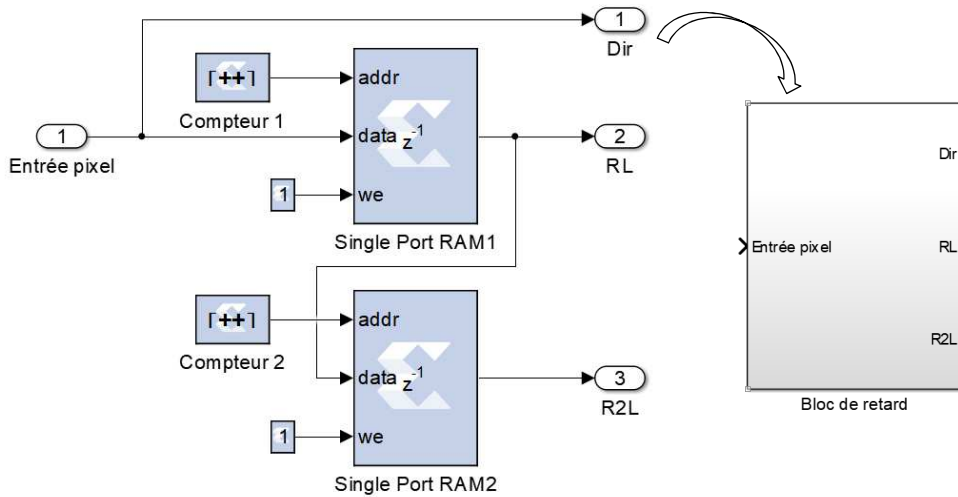 1
Dir
++
addr
Compteur 1
1
Entrée pixel
data z-1
2
RL
1
we
Single Port RAM1
++
addr
Compteur 2
data z-1
3
R2L
1
we
Single Port RAM2
Dir
Entrée pixel
RL
R2L
Bloc de retard